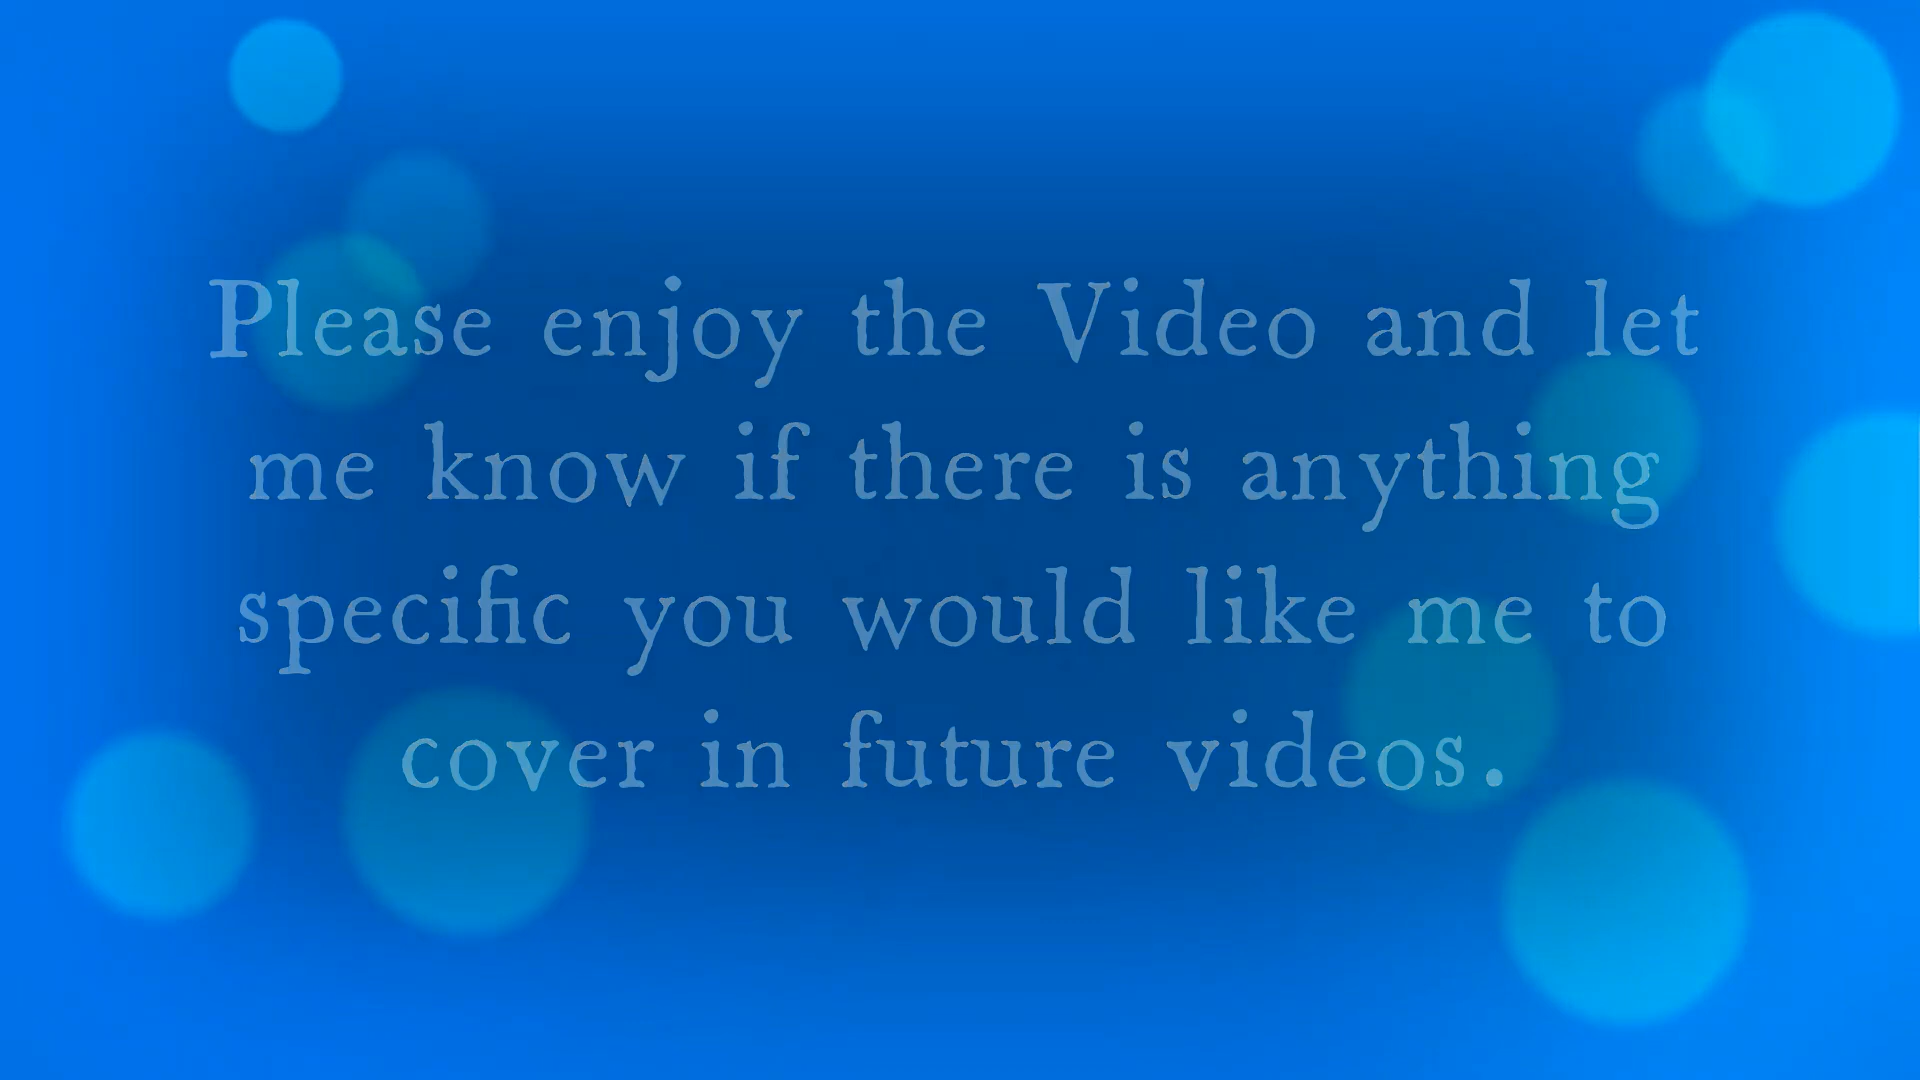 Please enjoy the Video and let
me know if there is anything
specific you would like me to
cover in future videos.